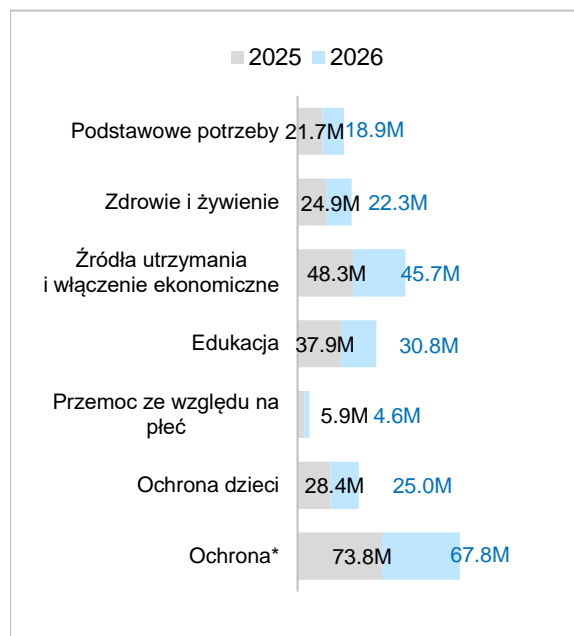 2025 2026
Podstawowe potrzeby 21.7M 18.9M
Zdrowie i żywienie 24.9M 22.3M
Źródła utrzymania
i włączenie ekonomiczne 48.3M 45.7M
Edukacja 37.9M 30.8M
Przemoc ze względu na
płeć 5.9M 4.6M
Ochrona dzieci 28.4M 25.0M
Ochrona* 73.8M 67.8M